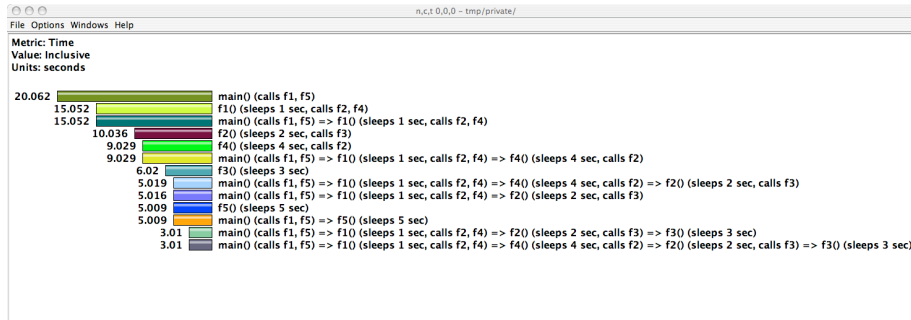 n,c,t 0,0,0 – tmp/private/
File Options Windows Help
Metric: Time
Value: Inclusive
Units: seconds
20.062 main() (calls f1, f5)
15.052 f1() (sleeps 1 sec, calls f2, f4)
15.052 main() (calls f1, f5) => f1() (sleeps 1 sec, calls f2, f4)
10.036 f2() (sleeps 2 sec, calls f3)
9.029 f4() (sleeps 4 sec, calls f2)
9.029 main() (calls f1, f5) => f1() (sleeps 1 sec, calls f2, f4) => f4() (sleeps 4 sec, calls f2)
6.02 f3() (sleeps 3 sec)
5.019 main() (calls f1, f5) => f1() (sleeps 1 sec, calls f2, f4) => f4() (sleeps 4 sec, calls f2) => f2() (sleeps 2 sec, calls f3)
5.016 main() (calls f1, f5) => f1() (sleeps 1 sec, calls f2, f4) => f2() (sleeps 2 sec, calls f3)
5.009 f5() (sleeps 5 sec)
5.009 main() (calls f1, f5) => f5() (sleeps 5 sec)
3.01 main() (calls f1, f5) => f1() (sleeps 1 sec, calls f2, f4) => f2() (sleeps 2 sec, calls f3) => f3() (sleeps 3 sec)
3.01 main() (calls f1, f5) => f1() (sleeps 1 sec, calls f2, f4) => f4() (sleeps 4 sec, calls f2) => f2() (sleeps 2 sec, calls f3) => f3() (sleeps 3 sec)